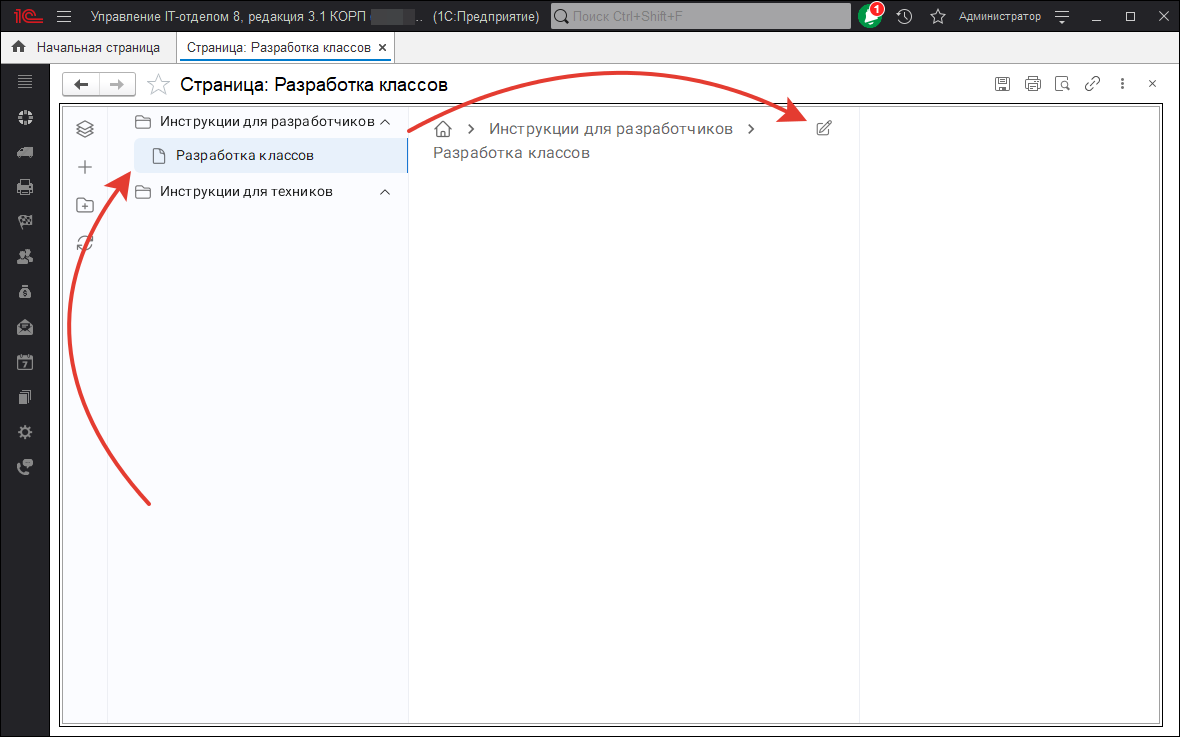 1С Управление IT-отделом 8, редакция 3.1 КОРП ( .. (1С:Предприятие) Поиск Ctrl+Shift+F 1 Администратор
Начальная страница Страница: Разработка классов
Страница: Разработка классов
Инструкции для разработчиков
Разработка классов
Инструкции для техников
Инструкции для разработчиков
Разработка классов
7